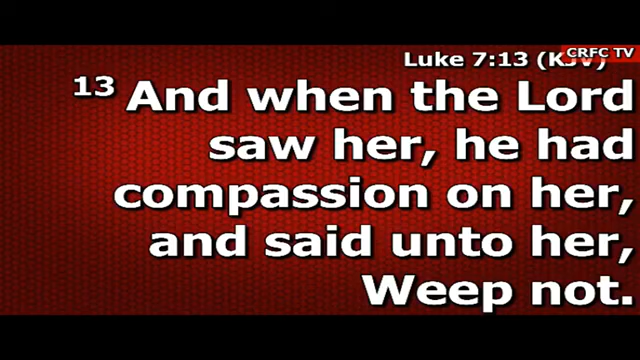 CRFC TV
Luke 7:13 (KJV)
13 And when the Lord
saw her, he had
compassion on her,
and said unto her,
Weep not.